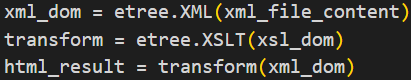 xml_dom = etree.XML(xml_file_content)
transform = etree.XSLT(xsl_dom)
html_result = transform(xml_dom)